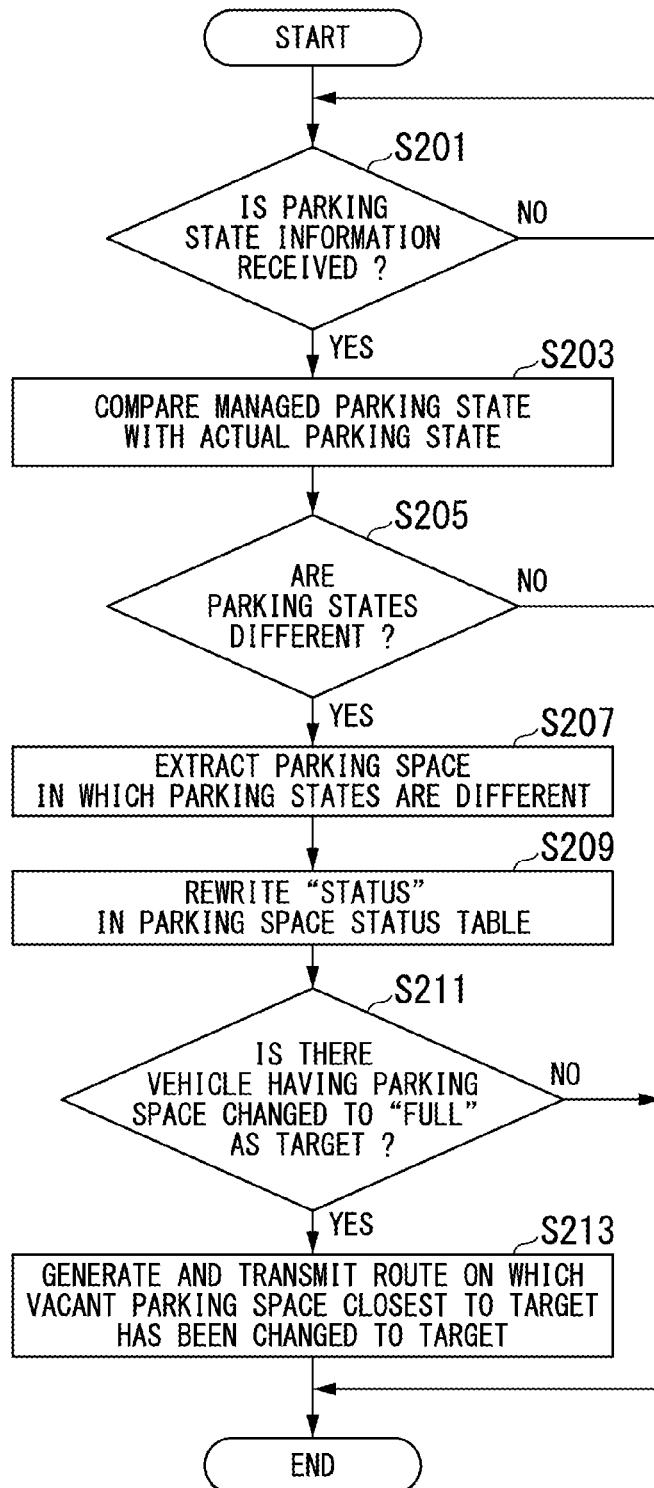 START
S201
IS PARKING
STATE INFORMATION
RECEIVED ?
NO
YES
S203
COMPARE MANAGED PARKING STATE
WITH ACTUAL PARKING STATE
S205
ARE
PARKING STATES
DIFFERENT ?
NO
YES
S207
EXTRACT PARKING SPACE
IN WHICH PARKING STATES ARE DIFFERENT
S209
REWRITE “STATUS”
IN PARKING SPACE STATUS TABLE
S211
IS THERE
VEHICLE HAVING PARKING
SPACE CHANGED TO “FULL”
AS TARGET ?
NO
YES
S213
GENERATE AND TRANSMIT ROUTE ON WHICH
VACANT PARKING SPACE CLOSEST TO TARGET
HAS BEEN CHANGED TO TARGET
END